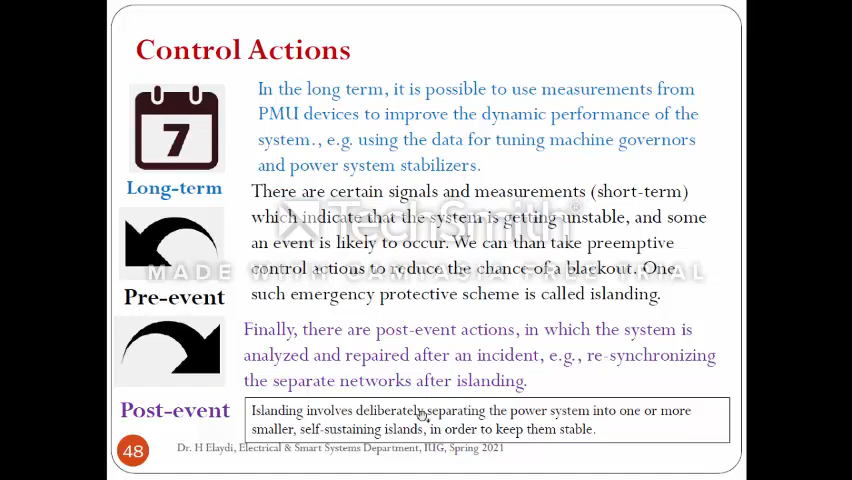 Control Actions
7
Long-term
In the long term, it is possible to use measurements from
PMU devices to improve the dynamic performance of the
system., e.g. using the data for tuning machine governors
and power system stabilizers.
There are certain signals and measurements (short-term)
which indicate that the system is getting unstable, and some
an event is likely to occur. We can than take preemptive
control actions to reduce the chance of a blackout. One
such emergency protective scheme is called islanding.
Pre-event
TechSmith®
MADE WITH CAMTASIA FREE TRIAL
Finally, there are post-event actions, in which the system is
analyzed and repaired after an incident, e.g., re-synchronizing
the separate networks after islanding.
Post-event
Islanding involves deliberately separating the power system into one or more
smaller, self-sustaining islands, in order to keep them stable.
48
Dr. H Elaydi, Electrical & Smart Systems Department, IUG, Spring 2021